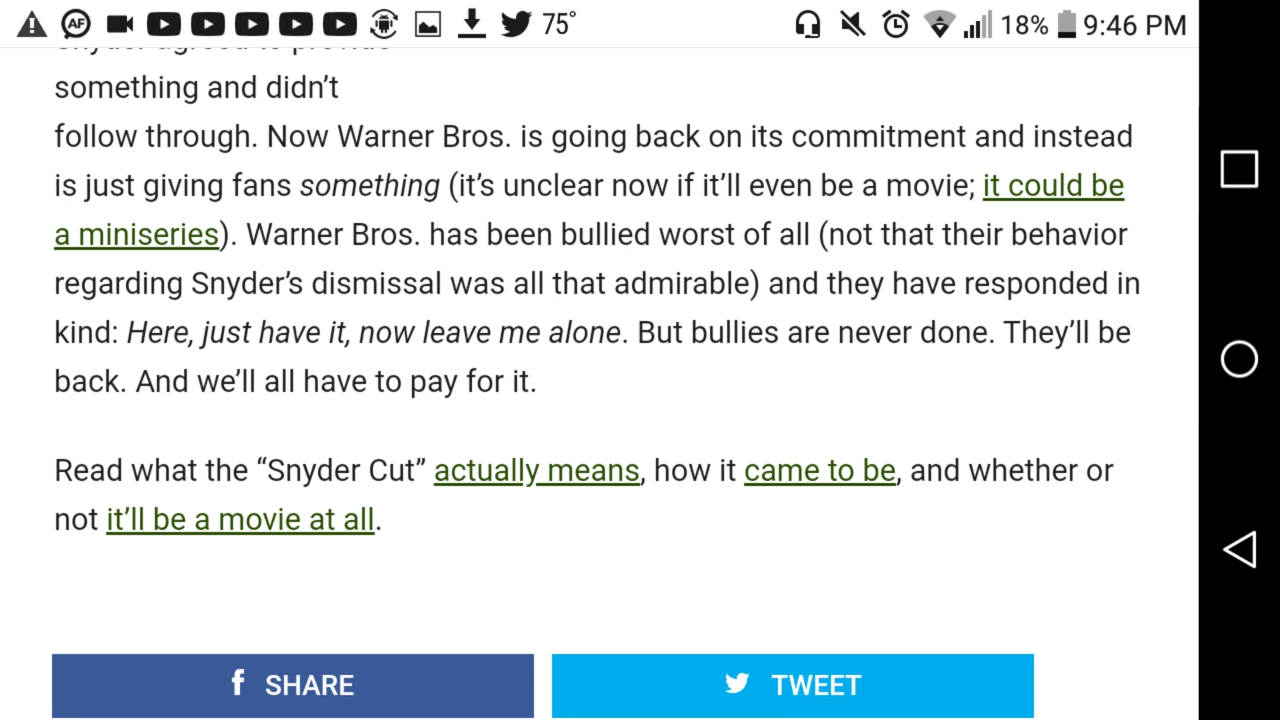 AF 75° 18% 9:46 PM
Snyder agreed to provide
something and didn’t
follow through. Now Warner Bros. is going back on its commitment and instead
is just giving fans something (it’s unclear now if it’ll even be a movie; it could be
a miniseries). Warner Bros. has been bullied worst of all (not that their behavior
regarding Snyder’s dismissal was all that admirable) and they have responded in
kind: Here, just have it, now leave me alone. But bullies are never done. They’ll be
back. And we’ll all have to pay for it.
Read what the “Snyder Cut” actually means, how it came to be, and whether or
not it’ll be a movie at all.
f SHARE TWEET